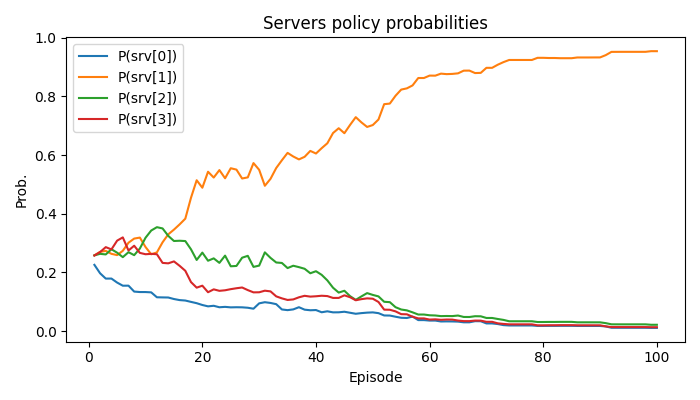 Servers policy probabilities
P(srv[0])
P(srv[1])
P(srv[2])
P(srv[3])
Prob.
1.0
0.8
0.6
0.4
0.2
0.0
0 20 40 60 80 100
Episode